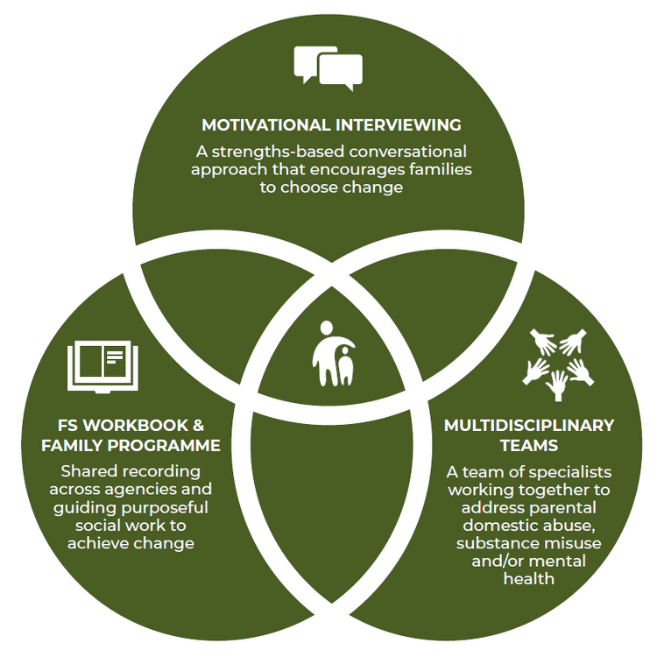 MOTIVATIONAL INTERVIEWING
A strengths-based conversational
approach that encourages families
to choose change
FS WORKBOOK &
FAMILY PROGRAMME
Shared recording
across agencies and
guiding purposeful
social work to
achieve change
MULTIDISCIPLINARY
TEAMS
A team of specialists
working together to
address parental
domestic abuse,
substance misuse
and/or mental
health